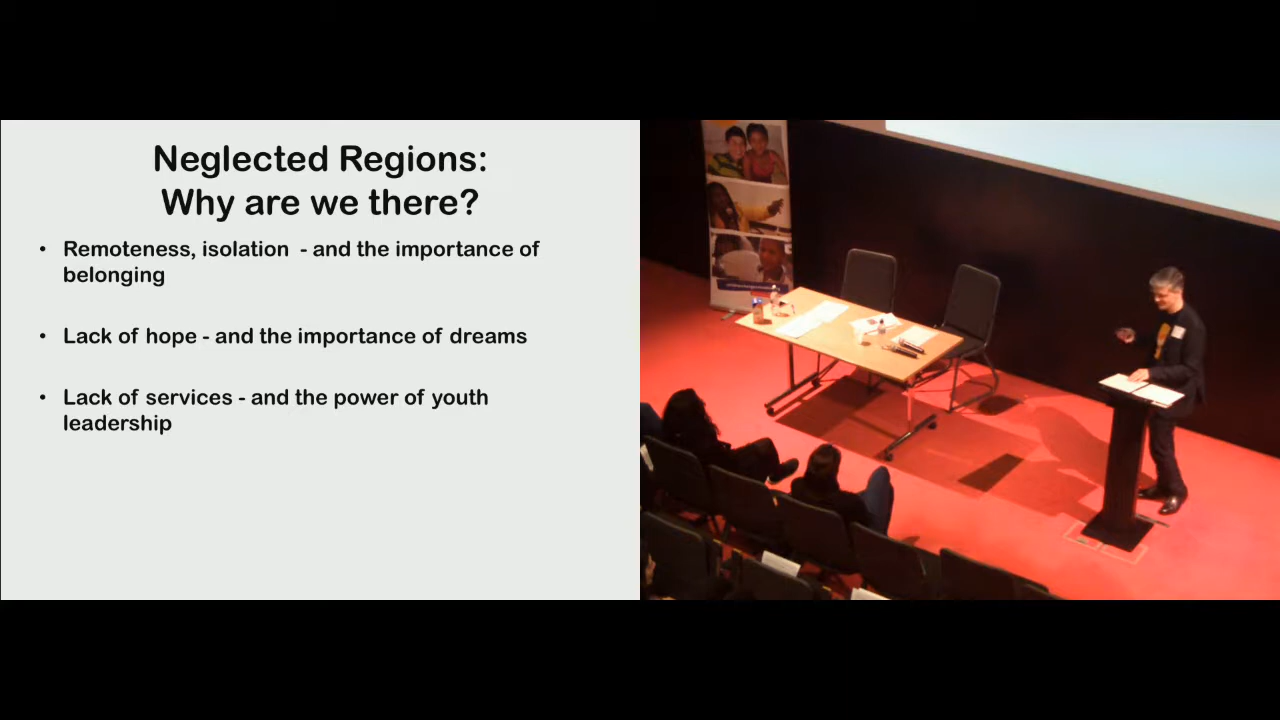 Neglected Regions:
Why are we there?
• Remoteness, isolation  - and the importance of
belonging
• Lack of hope - and the importance of dreams
• Lack of services - and the power of youth
leadership